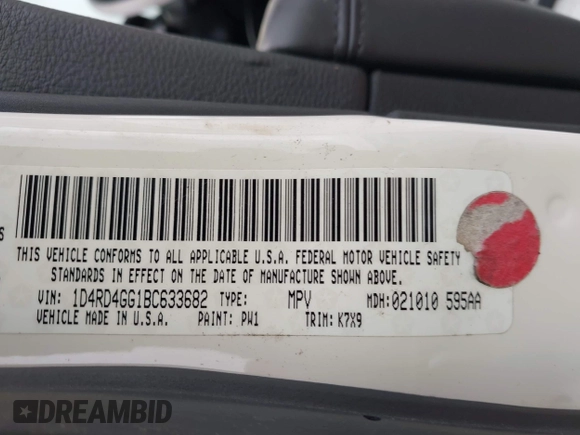 THIS VEHICLE CONFORMS TO ALL APPLICABLE U.S.A. FEDERAL MOTOR VEHICLE SAFETY
STANDARDS IN EFFECT ON THE DATE OF MANUFACTURE SHOWN ABOVE.
VIN: 1D4RD4GG1BC633682 TYPE: MPV MDH:021010 595AA
VEHICLE MADE IN U.S.A. PAINT: PW1 TRIM: K7X9
DREAMBID